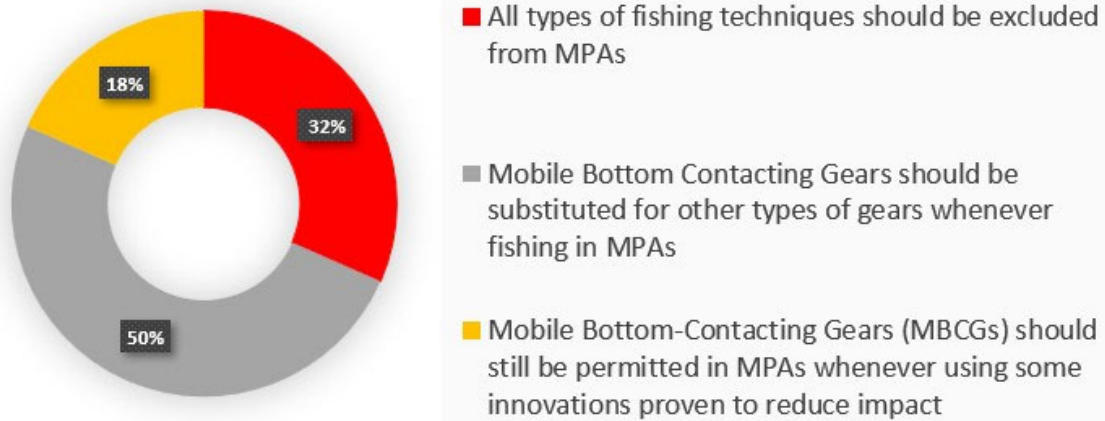 18%
32%
50%
All types of fishing techniques should be excluded
from MPAs
Mobile Bottom Contacting Gears should be
substituted for other types of gears whenever
fishing in MPAs
Mobile Bottom-Contacting Gears (MBCGs) should
still be permitted in MPAs whenever using some
innovations proven to reduce impact